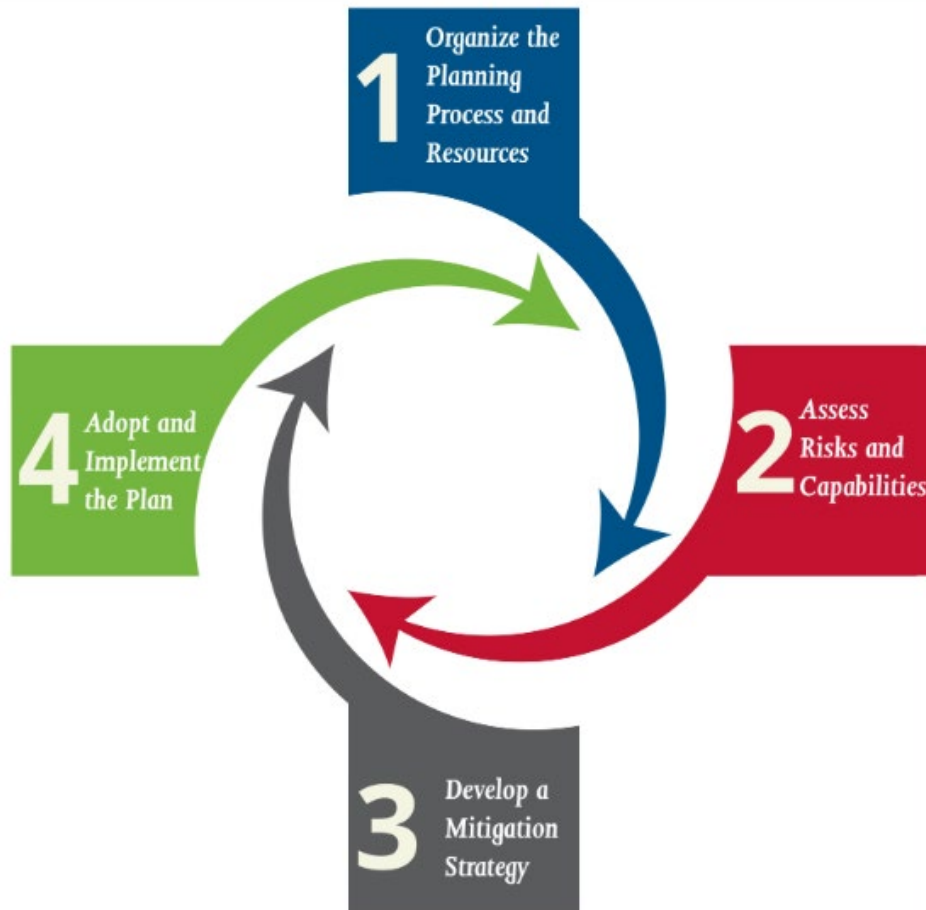 1
Organize the
Planning
Process and
Resources
2
Assess
Risks and
Capabilities
3
Develop a
Mitigation
Strategy
4
Adopt and
Implement
the Plan